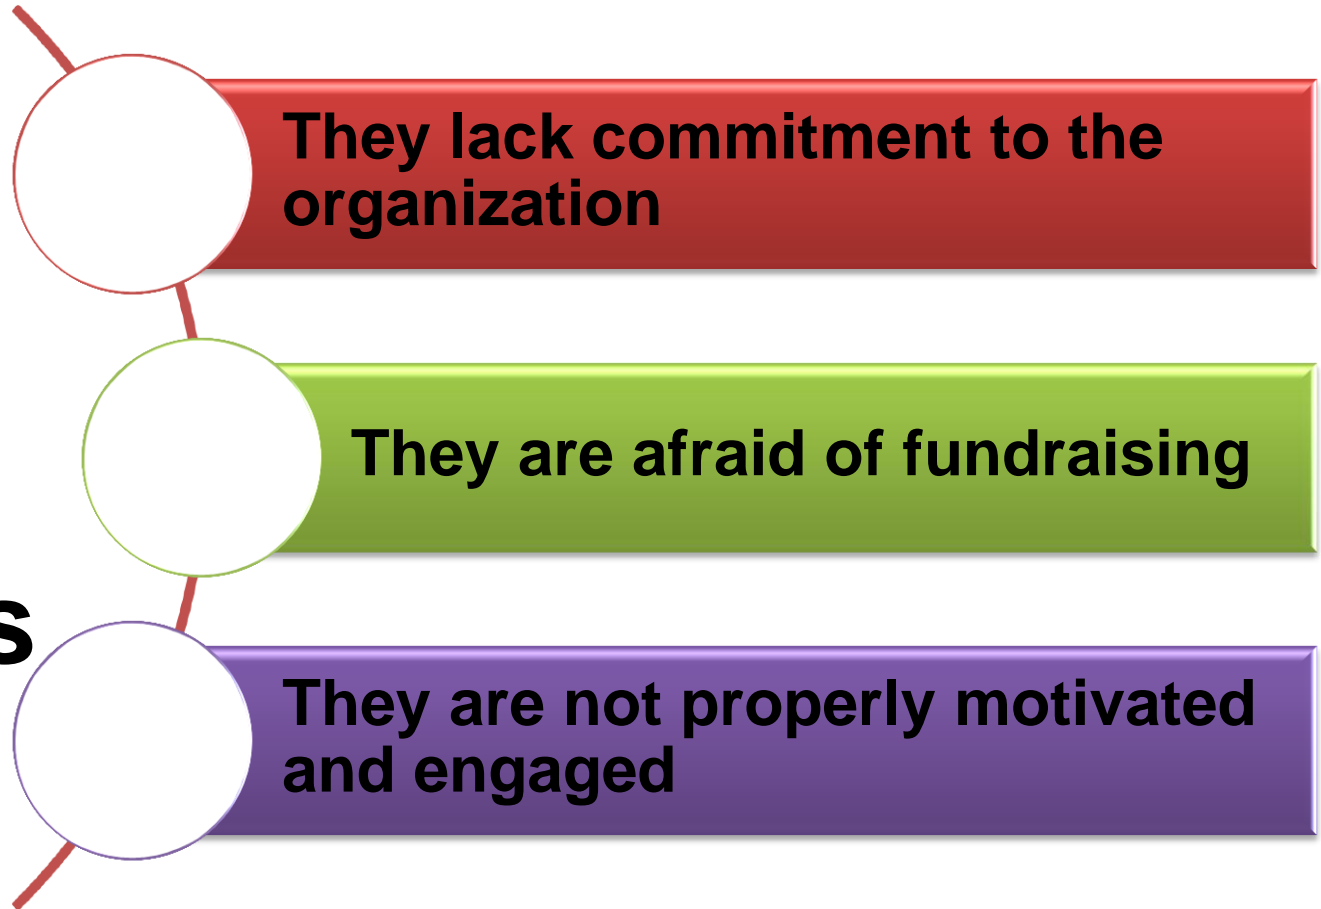 They lack commitment to the
organization
They are afraid of fundraising
s
They are not properly motivated
and engaged